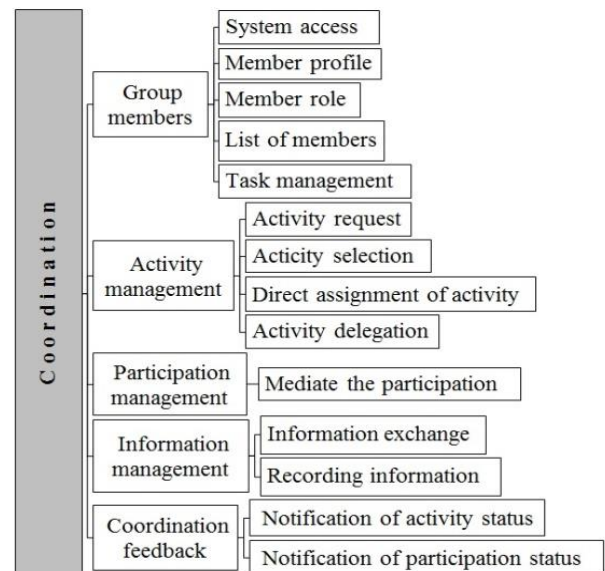 Coordination
Group
members
System access
Member profile
Member role
List of members
Task management
Activity
management
Activity request
Acticity selection
Direct assignment of activity
Activity delegation
Participation
management
Mediate the participation
Information
management
Information exchange
Recording information
Coordination
feedback
Notification of activity status
Notification of participation status